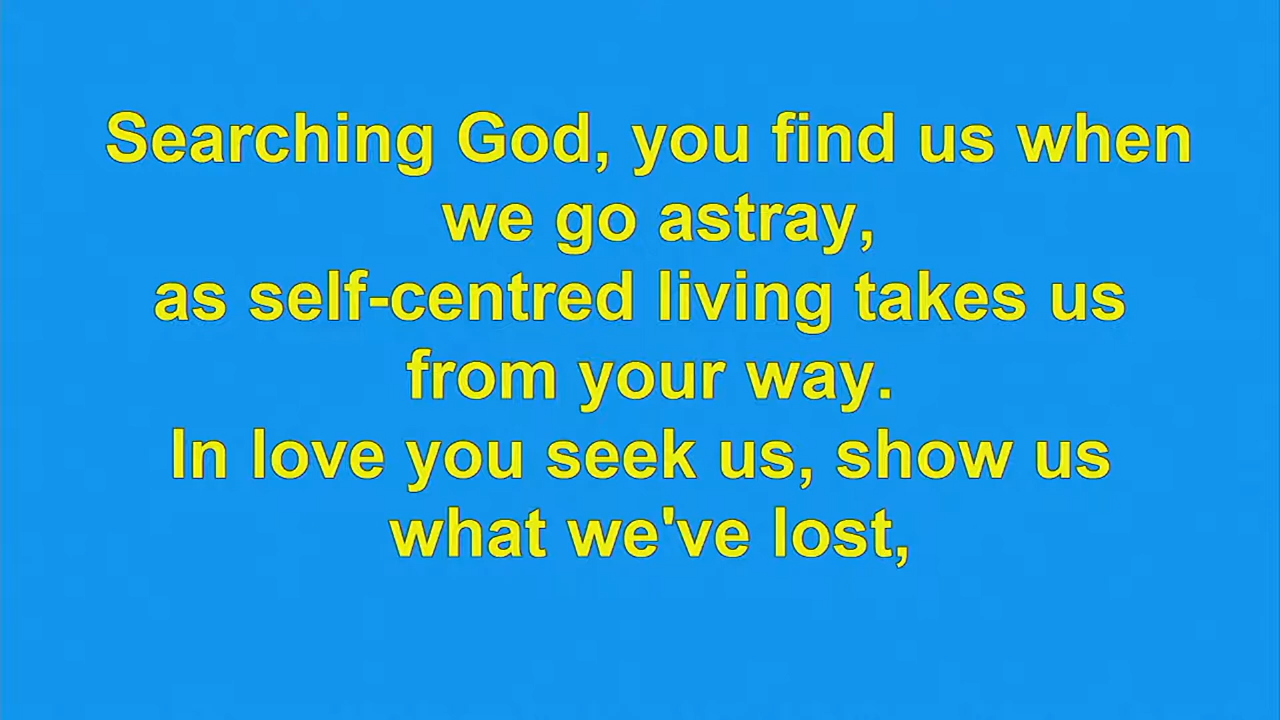 Searching God, you find us when
we go astray,
as self-centred living takes us
from your way.
In love you seek us, show us
what we've lost,